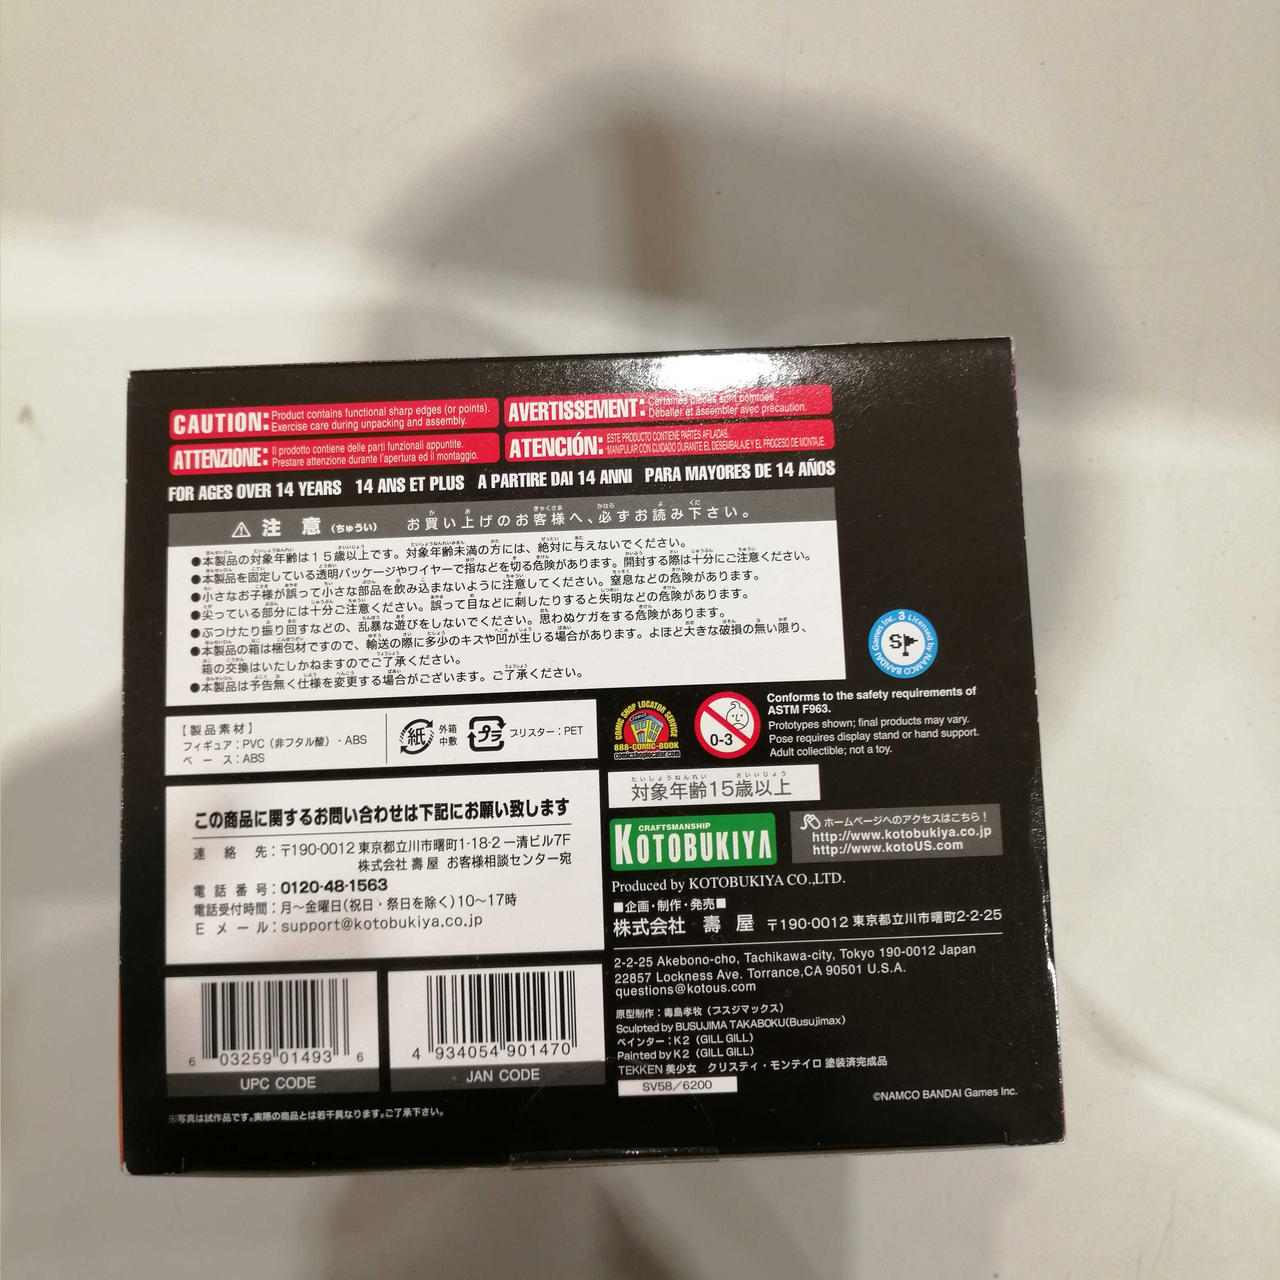 CAUTION: Product contains functional sharp edges (or points).
Exercise care during unpacking and assembly.
AVERTISSEMENT: Certaines pièces sont pointues.
Déballer et assembler avec précaution.
ATTENZIONE: Il prodotto contiene delle parti funzionali appuntite.
Prestare attenzione durante l'apertura ed il montaggio.
ATENCIÓN: ESTE PRODUCTO CONTIENE PARTES AFILADAS.
MANIPULAR CON CUIDADO DURANTE EL DESEMBALAJE Y EL PROCESO DE MONTAJE.
FOR AGES OVER 14 YEARS 14 ANS ET PLUS A PARTIRE DAI 14 ANNI PARA MAYORES DE 14 AÑOS
⚠ 注意(ちゅうい) お買い上げのお客様へ、必ずお読み下さい。
●本製品の対象年齢は15歳以上です。対象年齢未満の方には、絶対に与えないでください。
●本製品を固定している透明パッケージやワイヤーで指などを切る危険があります。開封する際は十分にご注意ください。
●小さなお子様が誤って小さな部品を飲み込まないように注意してください。窒息などの危険があります。
●尖っている部分には十分ご注意ください。誤って目などに刺したりすると失明などの危険があります。
●ぶつけたり振り回すなどの、乱暴な遊びをしないでください。思わぬケガをする危険があります。
●本製品の箱は梱包材ですので、輸送の際に多少のキズや凹が生じる場合があります。よほど大きな破損の無い限り、
箱の交換はいたしかねますのでご了承ください。
●本製品は予告無く仕様を変更する場合がございます。ご了承ください。
Licensed by NAMCO BANDAI Games Inc. 3
S
【製品素材】
フィギュア:PVC(非フタル酸)・ABS
ベース:ABS
紙 外箱
中敷
プラ ブリスター:PET
COMIC SHOP LOCATOR SERVICE
COMICS
888-COMIC-BOOK
comicshoplocator.com
0-3
Conforms to the safety requirements of
ASTM F963.
Prototypes shown; final products may vary.
Pose requires display stand or hand support.
Adult collectible; not a toy.
対象年齢15歳以上
この商品に関するお問い合わせは下記にお願い致します
連絡先:〒190-0012 東京都立川市曙町1-18-2 一清ビル7F
株式会社 壽屋 お客様相談センター宛
電話番号:0120-48-1563
電話受付時間:月〜金曜日(祝日・祭日を除く)10〜17時
Eメール:support@kotobukiya.co.jp
CRAFTSMANSHIP
KOTOBUKIYA
ホームページへのアクセスはこちら!
http://www.kotobukiya.co.jp
http://www.kotoUS.com
Produced by KOTOBUKIYA CO.,LTD.
■企画・制作・発売■
株式会社 壽屋 〒190-0012 東京都立川市曙町2-2-25
2-2-25 Akebono-cho, Tachikawa-city, Tokyo 190-0012 Japan
22857 Lockness Ave. Torrance,CA 90501 U.S.A.
questions@kotous.com
原型制作:毒島孝牧(ブスジマックス)
Sculpted by BUSUJIMA TAKABOKU(Busujimax)
ペインター:K2(GILL GILL)
Painted by K2(GILL GILL)
TEKKEN美少女 クリスティ・モンテイロ 塗装済完成品
SV58/6200
©NAMCO BANDAI Games Inc.
6 03259 01493 6
UPC CODE
4 934054 901470
JAN CODE
※写真は試作品です。実際の商品とは若干異なります。ご了承下さい。